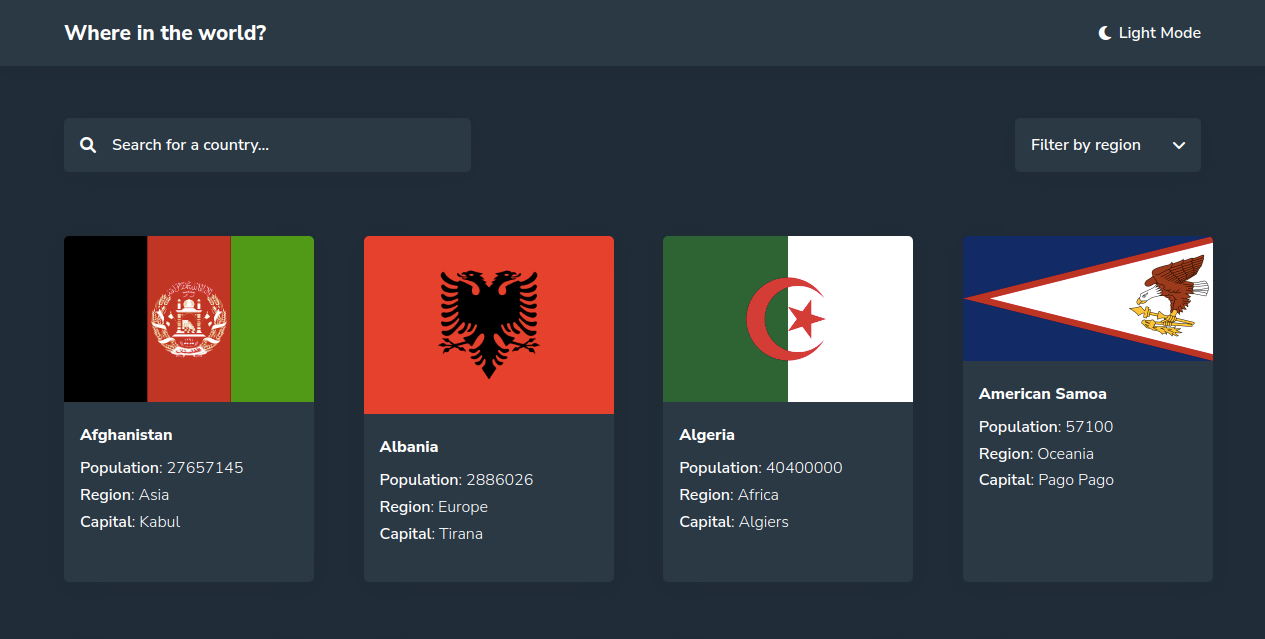 Where in the world?
Light Mode
Search for a country...
Filter by region
Afghanistan
Population: 27657145
Region: Asia
Capital: Kabul
Albania
Population: 2886026
Region: Europe
Capital: Tirana
Algeria
Population: 40400000
Region: Africa
Capital: Algiers
American Samoa
Population: 57100
Region: Oceania
Capital: Pago Pago